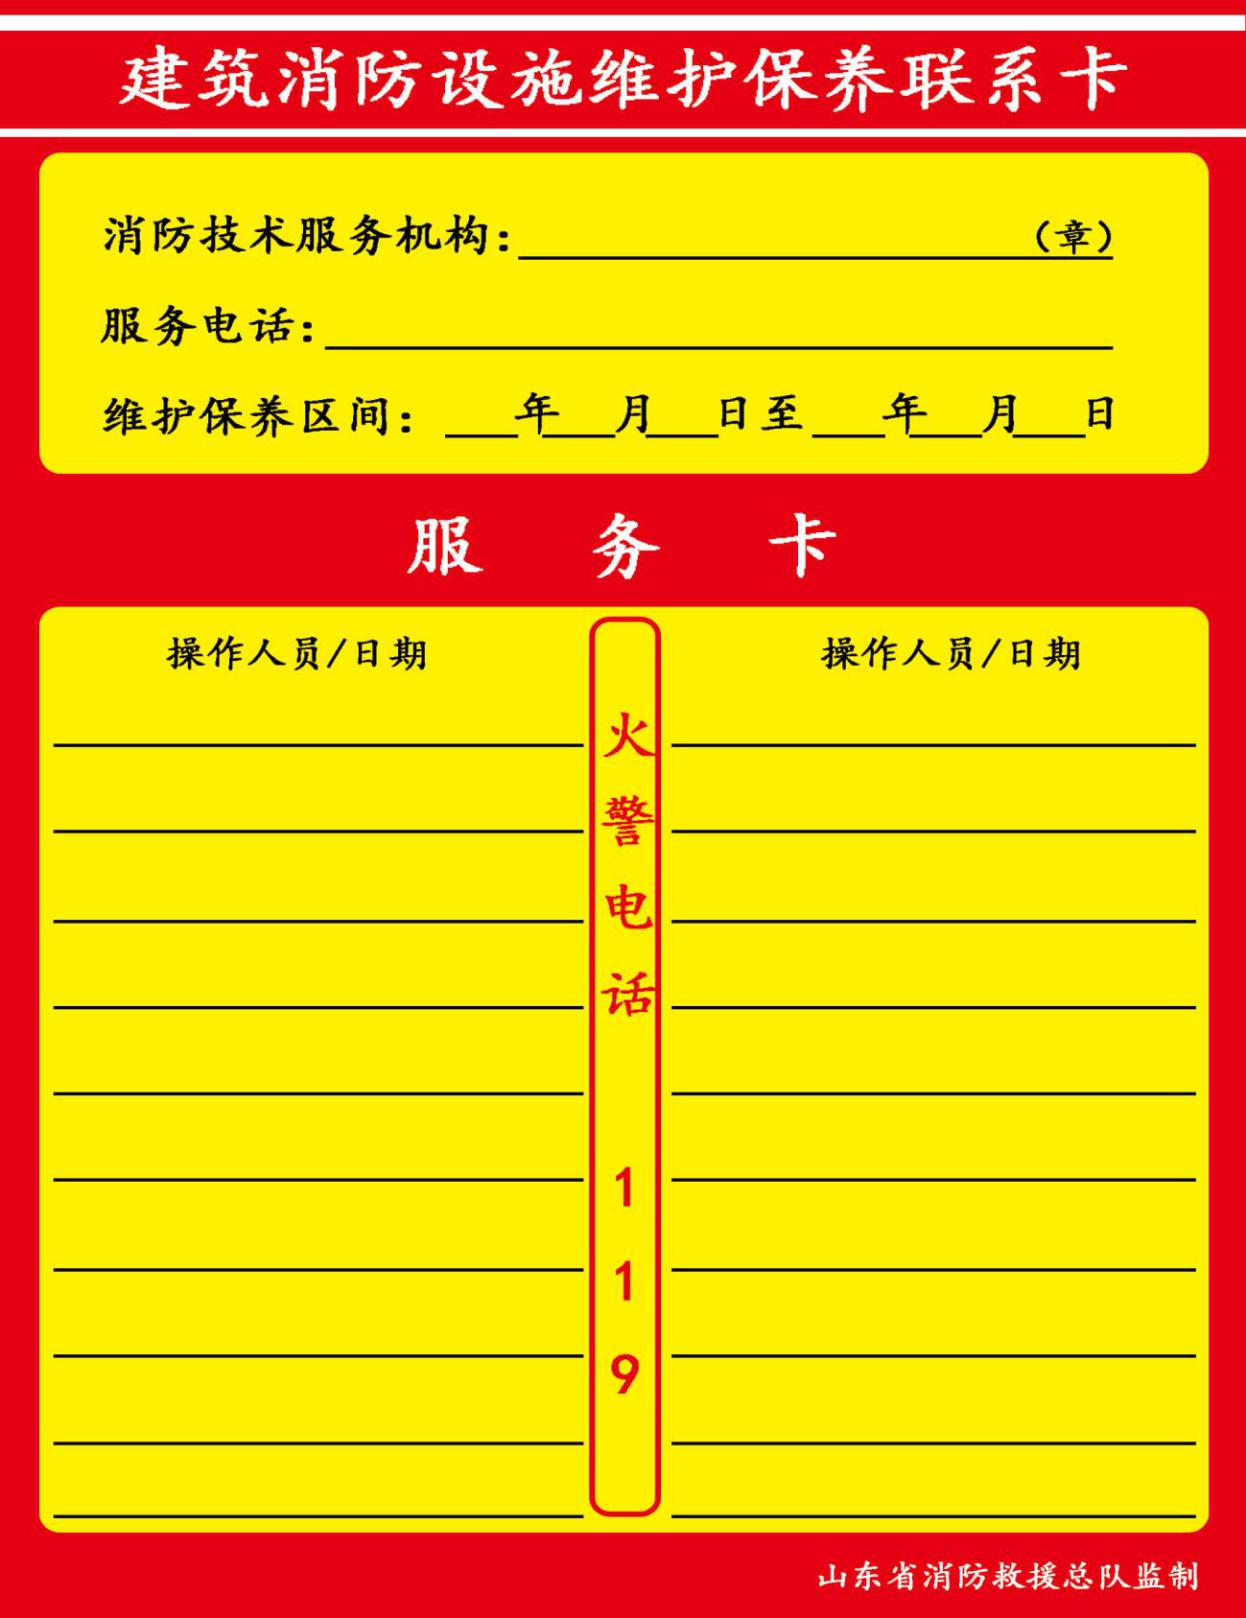 建筑消防设施维护保养联系卡
消防技术服务机构：（章）
服务电话：
维护保养区间： 年 月 日至 年 月 日
服 务 卡
操作人员/日期
操作人员/日期
火警电话 119
山东省消防救援总队监制